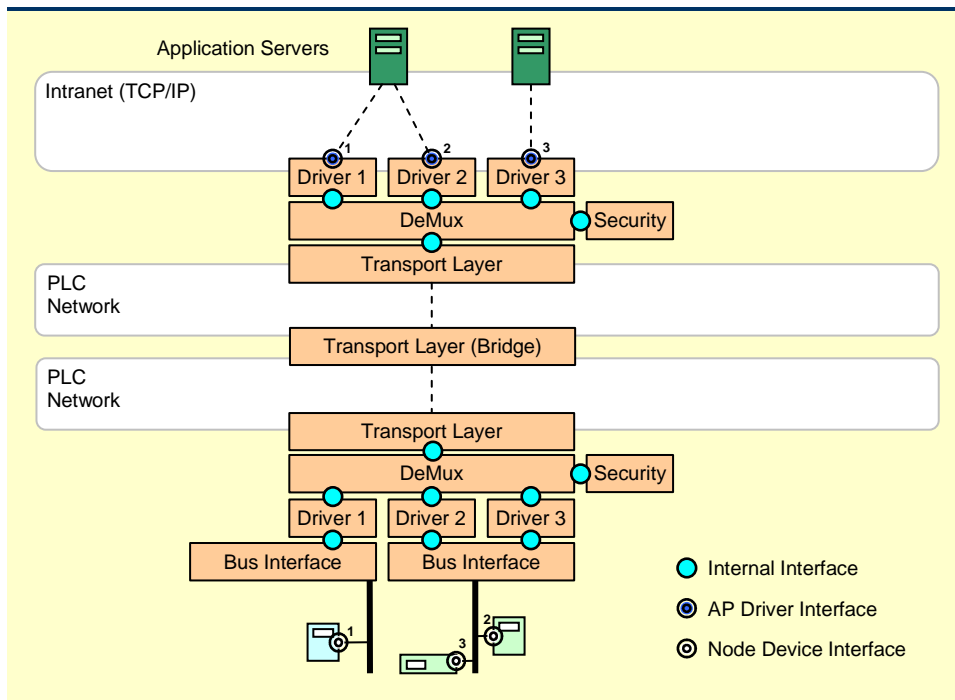 Application Servers
Intranet (TCP/IP)
1
2
3
Driver 1
Driver 2
Driver 3
DeMux
Security
Transport Layer
PLC
Network
Transport Layer (Bridge)
PLC
Network
Transport Layer
DeMux
Security
Driver 1
Driver 2
Driver 3
Bus Interface
Bus Interface
Internal Interface
AP Driver Interface
Node Device Interface
1
2
3